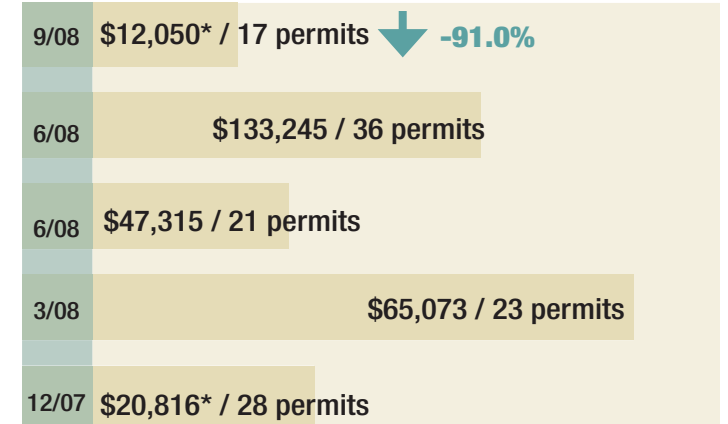 9/08 $12,050* / 17 permits -91.0%
6/08 $133,245 / 36 permits
6/08 $47,315 / 21 permits
3/08 $65,073 / 23 permits
12/07 $20,816* / 28 permits